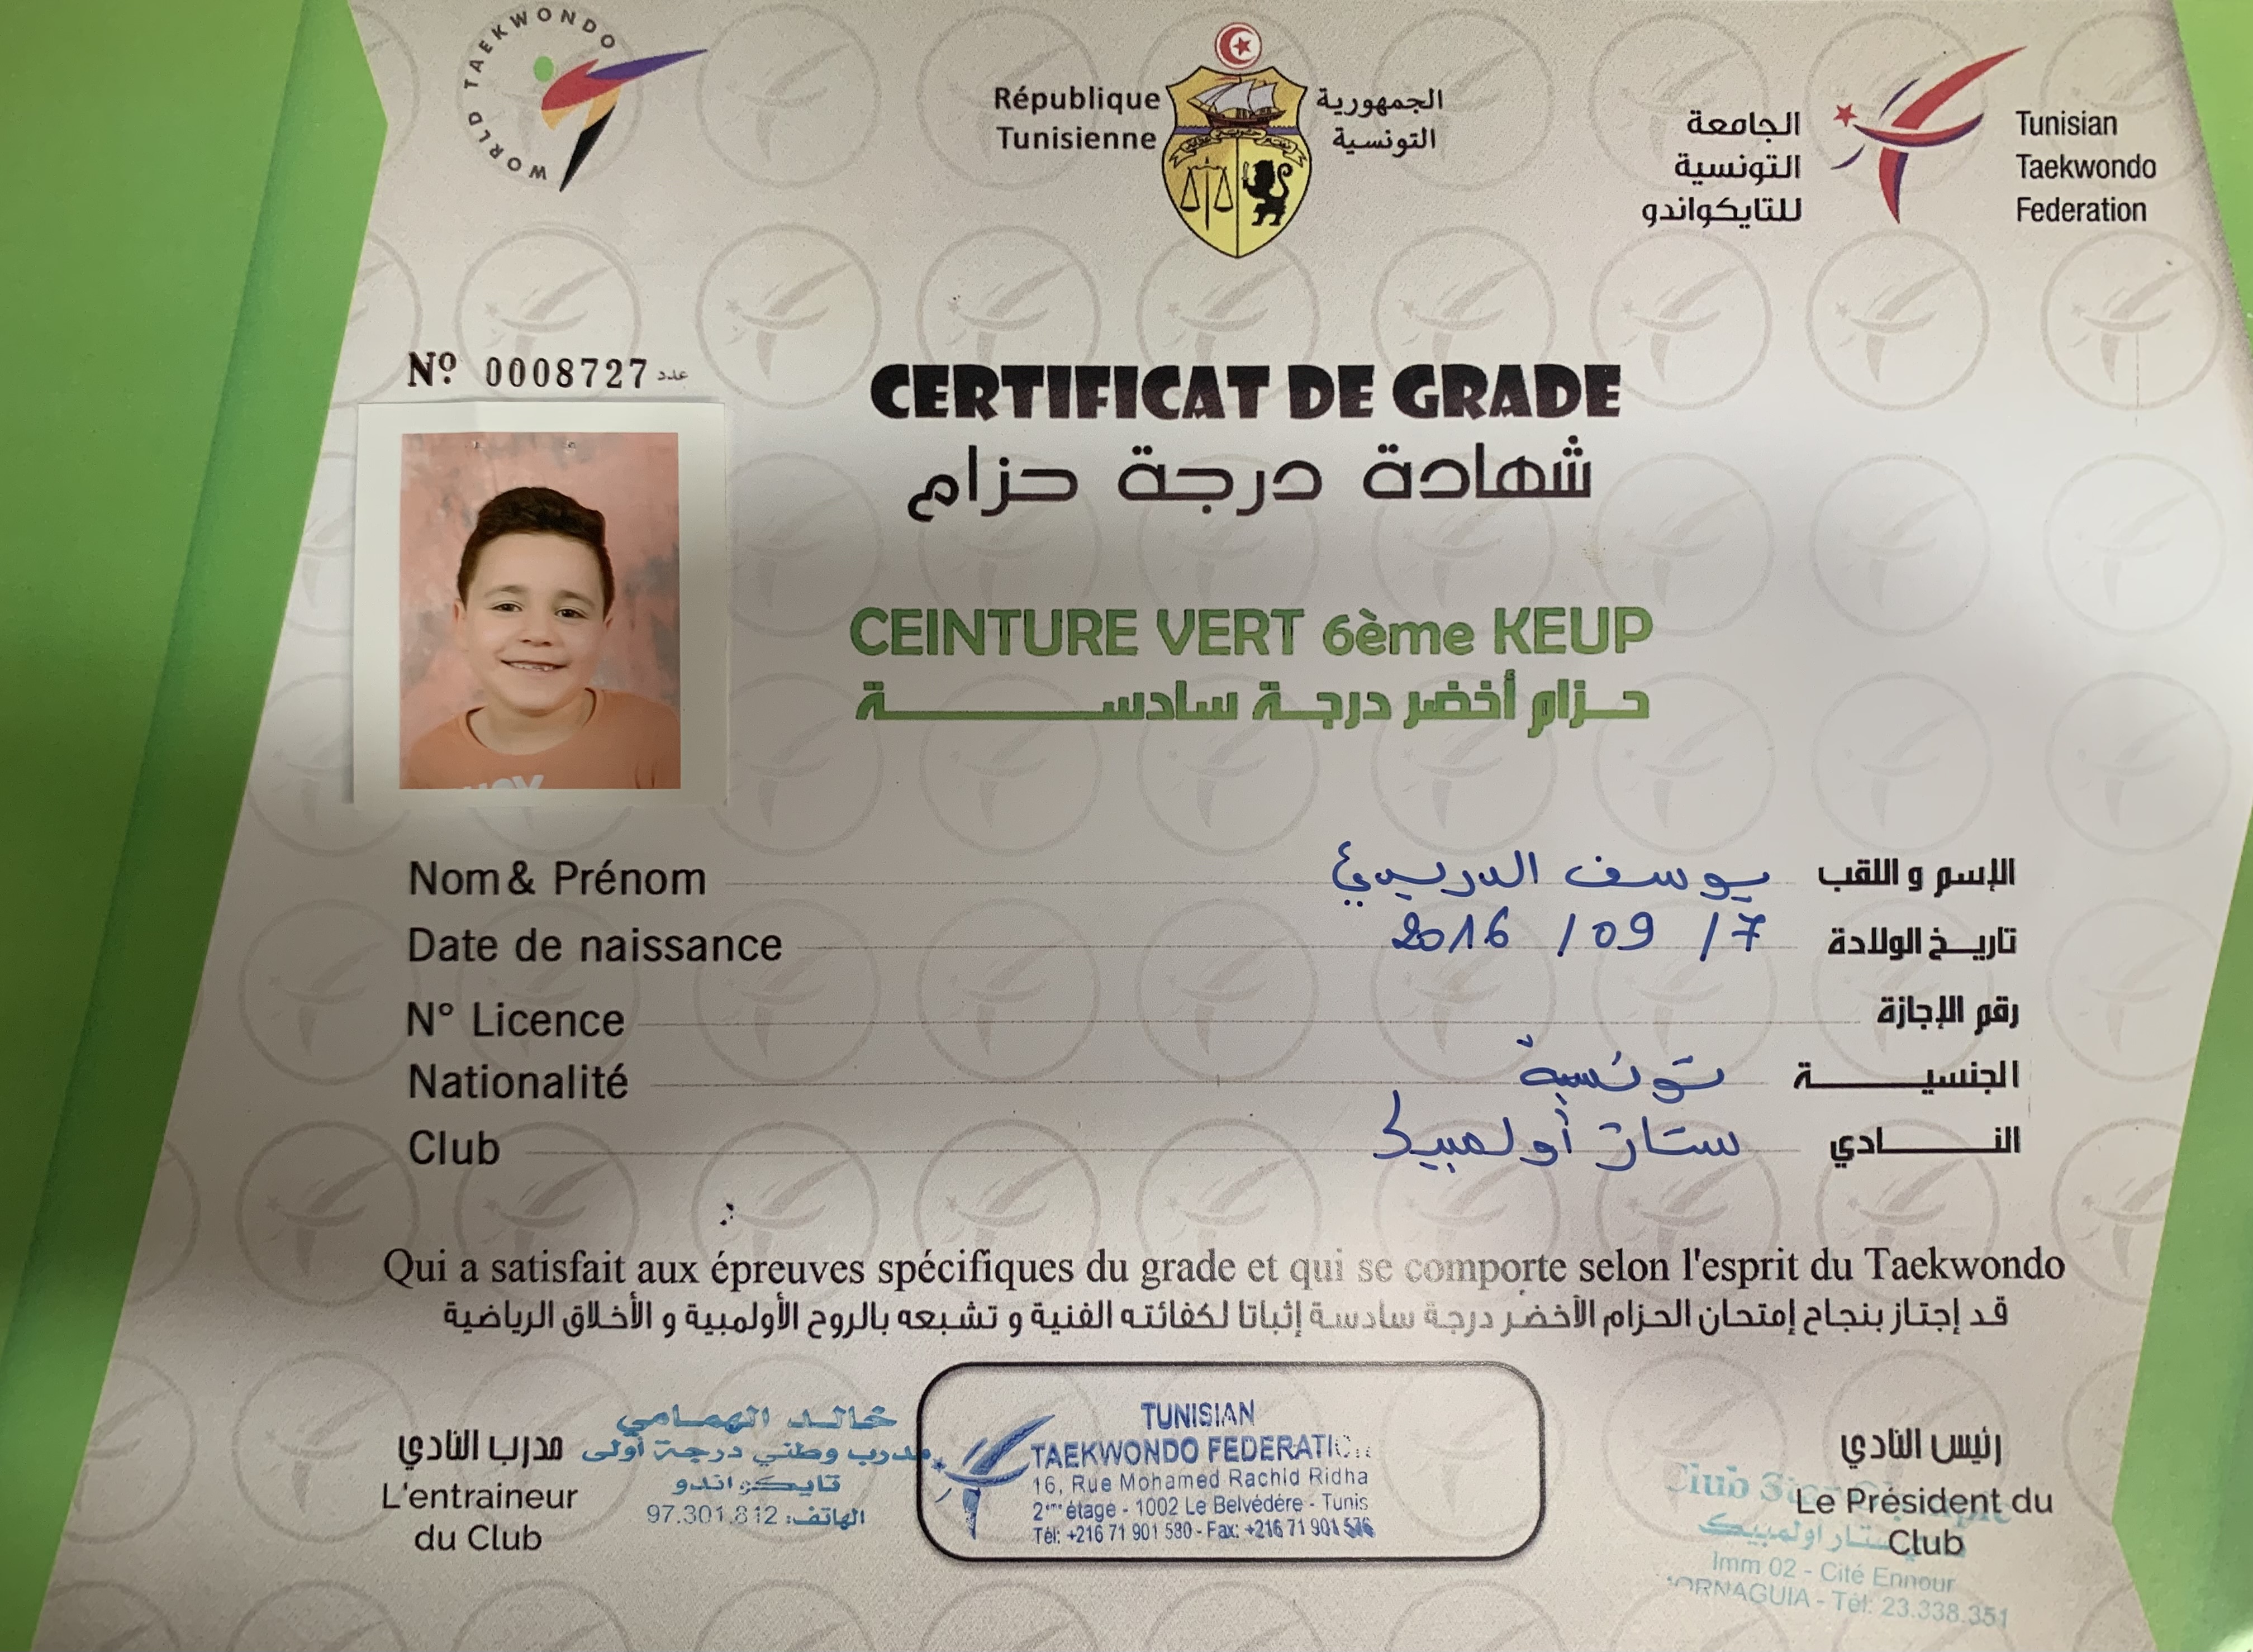 WORLD TAEKWONDO
République
Tunisienne
الجمهورية
التونسية
الجامعة
التونسية
للتايكواندو
Tunisian
Taekwondo
Federation
Nº 0008727 عدد
CERTIFICAT DE GRADE
شهادة درجة حزام
CEINTURE VERT 6ème KEUP
حزام أخضر درجة سادسة
Nom & Prénom يوسف الدريسي الإسم و اللقب
Date de naissance 7 / 09 / 2016 تاريخ الولادة
N° Licence رقم الإجازة
Nationalité تونسية الجنسية
Club ستار أولمبيك النادي
Qui a satisfait aux épreuves spécifiques du grade et qui se comporte selon l'esprit du Taekwondo
قد إجتاز بنجاح إمتحان الحزام الأخضر درجة سادسة إثباتا لكفائته الفنية و تشبعه بالروح الأولمبية و الأخلاق الرياضية
مدرب النادي
L'entraineur
du Club
خالد الهمامي
مدرب وطني درجة أولى
تايكواندو
الهاتف: 97.301.812
TUNISIAN
TAEKWONDO FEDERATION
16, Rue Mohamed Rachid Ridha
2ème étage - 1002 Le Belvédére - Tunis
Tél: +216 71 901 580 - Fax: +216 71 901 576
رئيس النادي
Le Président du
Club
Club
ستار اولمبيك
Imm 02 - Cité Ennour
MORNAGUIA - Tél: 23.338.351